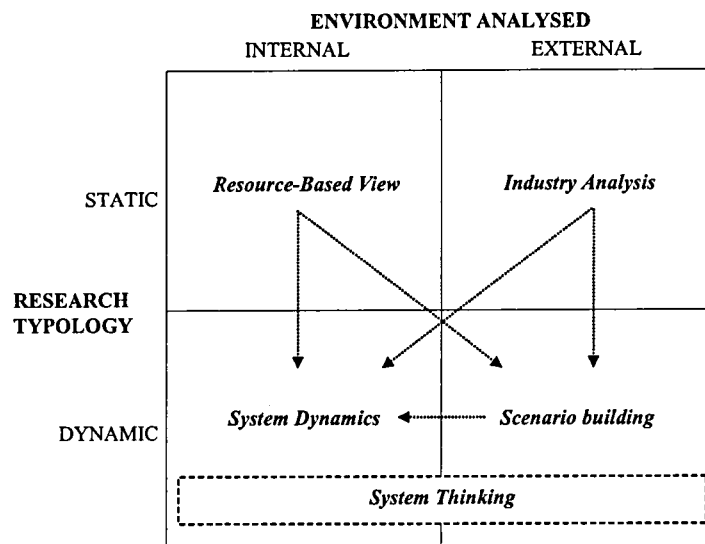 ENVIRONMENT ANALYSED
INTERNAL EXTERNAL
Resource-Based View Industry Analysis
STATIC
RESEARCH
TYPOLOGY
System Dynamics Scenario building
DYNAMIC
System Thinking